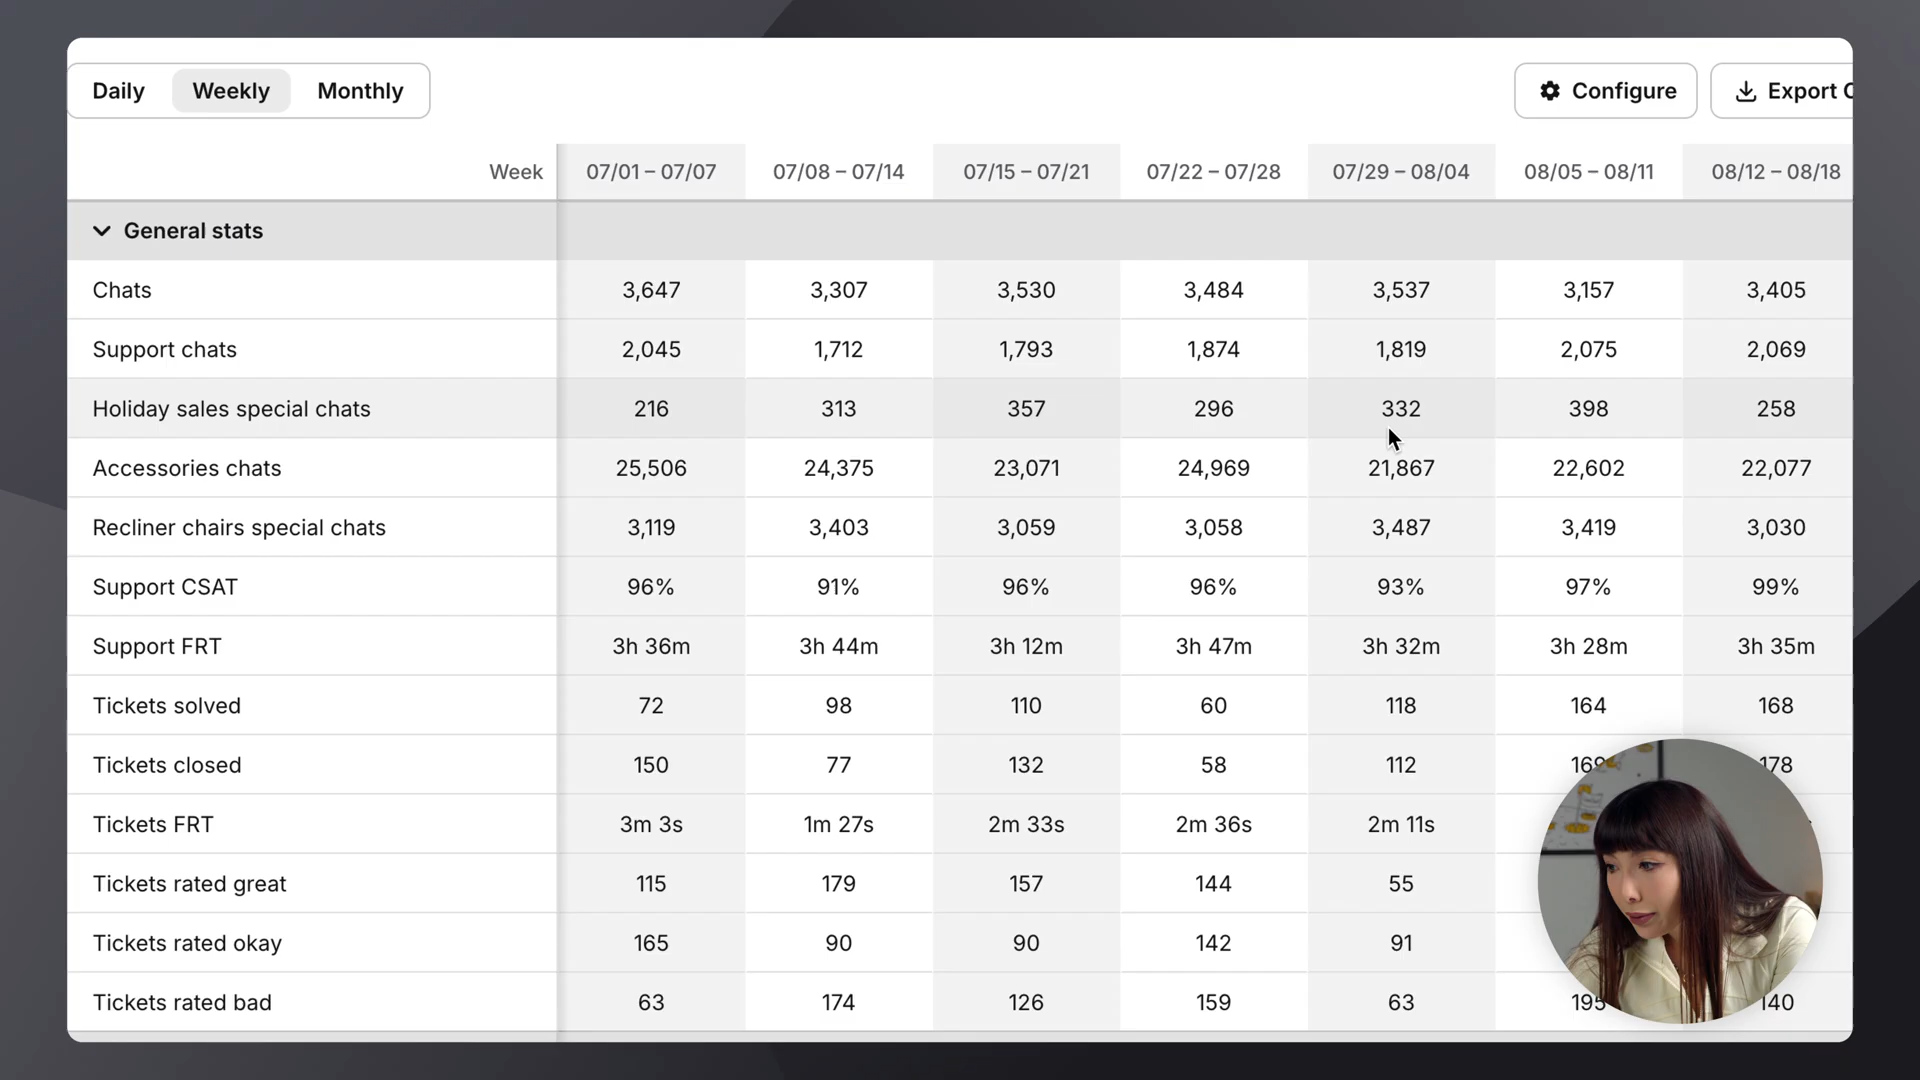 Daily Weekly Monthly Configure Export C
Week 07/01 – 07/07 07/08 – 07/14 07/15 – 07/21 07/22 – 07/28 07/29 – 08/04 08/05 – 08/11 08/12 – 08/18
General stats
Chats 3,647 3,307 3,530 3,484 3,537 3,157 3,405
Support chats 2,045 1,712 1,793 1,874 1,819 2,075 2,069
Holiday sales special chats 216 313 357 296 332 398 258
Accessories chats 25,506 24,375 23,071 24,969 21,867 22,602 22,077
Recliner chairs special chats 3,119 3,403 3,059 3,058 3,487 3,419 3,030
Support CSAT 96% 91% 96% 96% 93% 97% 99%
Support FRT 3h 36m 3h 44m 3h 12m 3h 47m 3h 32m 3h 28m 3h 35m
Tickets solved 72 98 110 60 118 164 168
Tickets closed 150 77 132 58 112
Tickets FRT 3m 3s 1m 27s 2m 33s 2m 36s 2m 11s
Tickets rated great 115 179 157 144 55
Tickets rated okay 165 90 90 142 91
Tickets rated bad 63 174 126 159 63